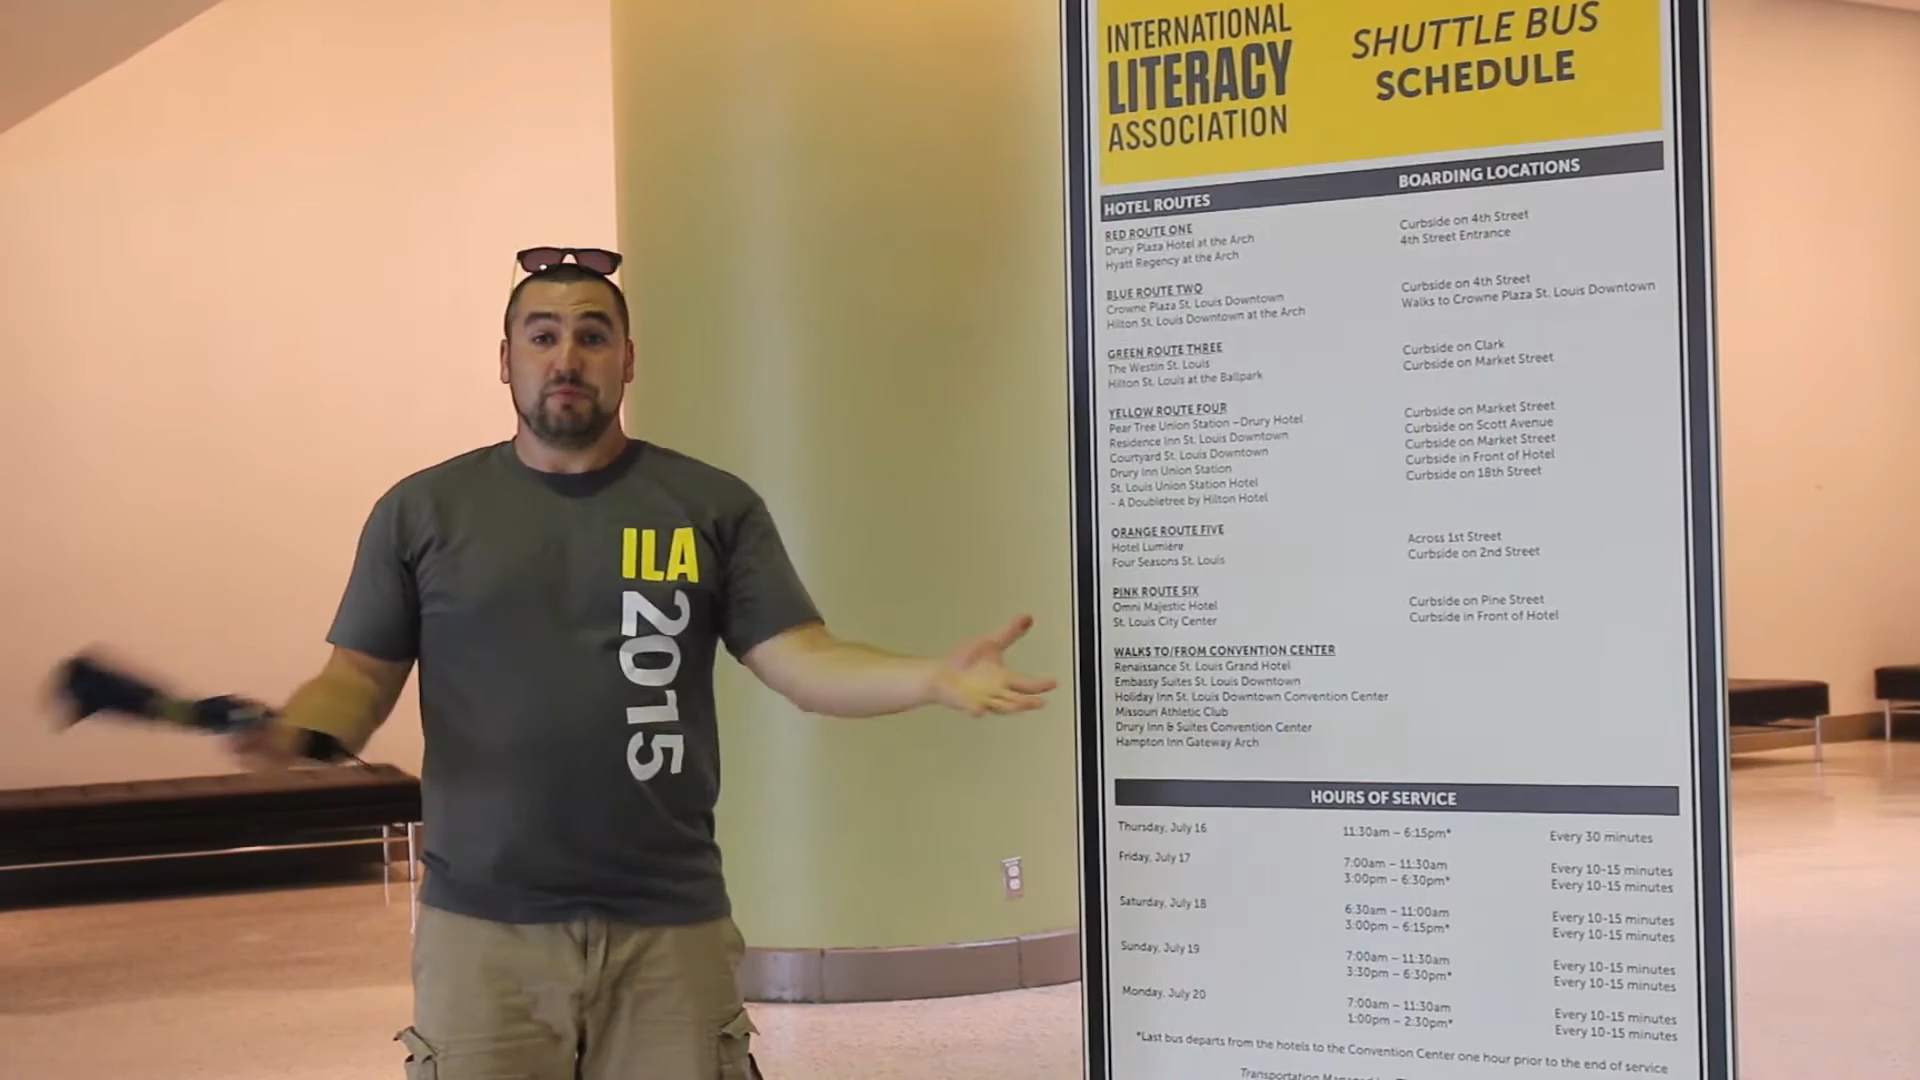 INTERNATIONAL
LITERACY
ASSOCIATION
SHUTTLE BUS
SCHEDULE
HOTEL ROUTES
BOARDING LOCATIONS
RED ROUTE ONE
Drury Plaza Hotel at the Arch
Curbside on 4th Street
Hyatt Regency at the Arch
4th Street Entrance
BLUE ROUTE TWO
Crowne Plaza St. Louis Downtown
Curbside on 4th Street
Hilton St. Louis Downtown at the Arch
Walks to Crowne Plaza St. Louis Downtown
GREEN ROUTE THREE
The Westin St. Louis
Curbside on Clark
Hilton St. Louis at the Ballpark
Curbside on Market Street
YELLOW ROUTE FOUR
Pear Tree Union Station –Drury Hotel
Curbside on Market Street
Residence Inn St. Louis Downtown
Curbside on Scott Avenue
Courtyard St. Louis Downtown
Curbside on Market Street
Drury Inn Union Station
Curbside in Front of Hotel
St. Louis Union Station Hotel
Curbside on 18th Street
- A Doubletree by Hilton Hotel
ORANGE ROUTE FIVE
Hotel Lumiére
Across 1st Street
Four Seasons St. Louis
Curbside on 2nd Street
PINK ROUTE SIX
Omni Majestic Hotel
Curbside on Pine Street
St. Louis City Center
Curbside in Front of Hotel
WALKS TO/FROM CONVENTION CENTER
Renaissance St. Louis Grand Hotel
Embassy Suites St. Louis Downtown
Holiday Inn St. Louis Downtown Convention Center
Missouri Athletic Club
Drury Inn & Suites Convention Center
Hampton Inn Gateway Arch
HOURS OF SERVICE
Thursday, July 16 11:30am – 6:15pm* Every 30 minutes
Friday, July 17 7:00am – 11:30am Every 10-15 minutes
3:00pm – 6:30pm* Every 10-15 minutes
Saturday, July 18 6:30am – 11:00am Every 10-15 minutes
3:00pm – 6:15pm* Every 10-15 minutes
Sunday, July 19 7:00am – 11:30am Every 10-15 minutes
3:30pm – 6:30pm* Every 10-15 minutes
Monday, July 20 7:00am – 11:30am Every 10-15 minutes
1:00pm – 2:30pm* Every 10-15 minutes
*Last bus departs from the hotels to the Convention Center one hour prior to the end of service
Transportation
ILA
2015